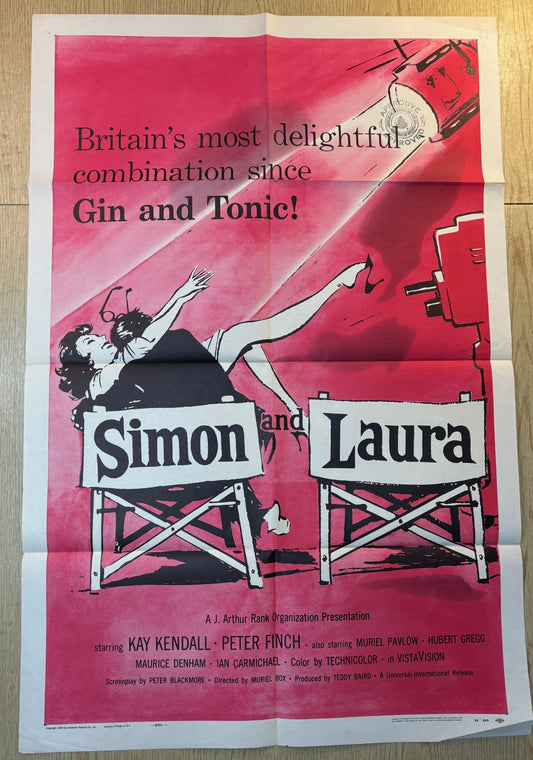 APPROVED
Britain's most delightful
combination since
Gin and Tonic!
Simon and Laura
A J. Arthur Rank Organization Presentation
starring KAY KENDALL · PETER FINCH · also starring MURIEL PAVLOW · HUBERT GREGG
MAURICE DENHAM · IAN CARMICHAEL · Color by TECHNICOLOR · in VISTAVISION
Screenplay by PETER BLACKMORE · Directed by MURIEL BOX · Produced by TEDDY BAIRD · A Universal-International Release